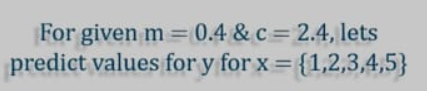 For given m = 0.4 & c = 2.4, lets
predict values for y for x = {1,2,3,4,5}